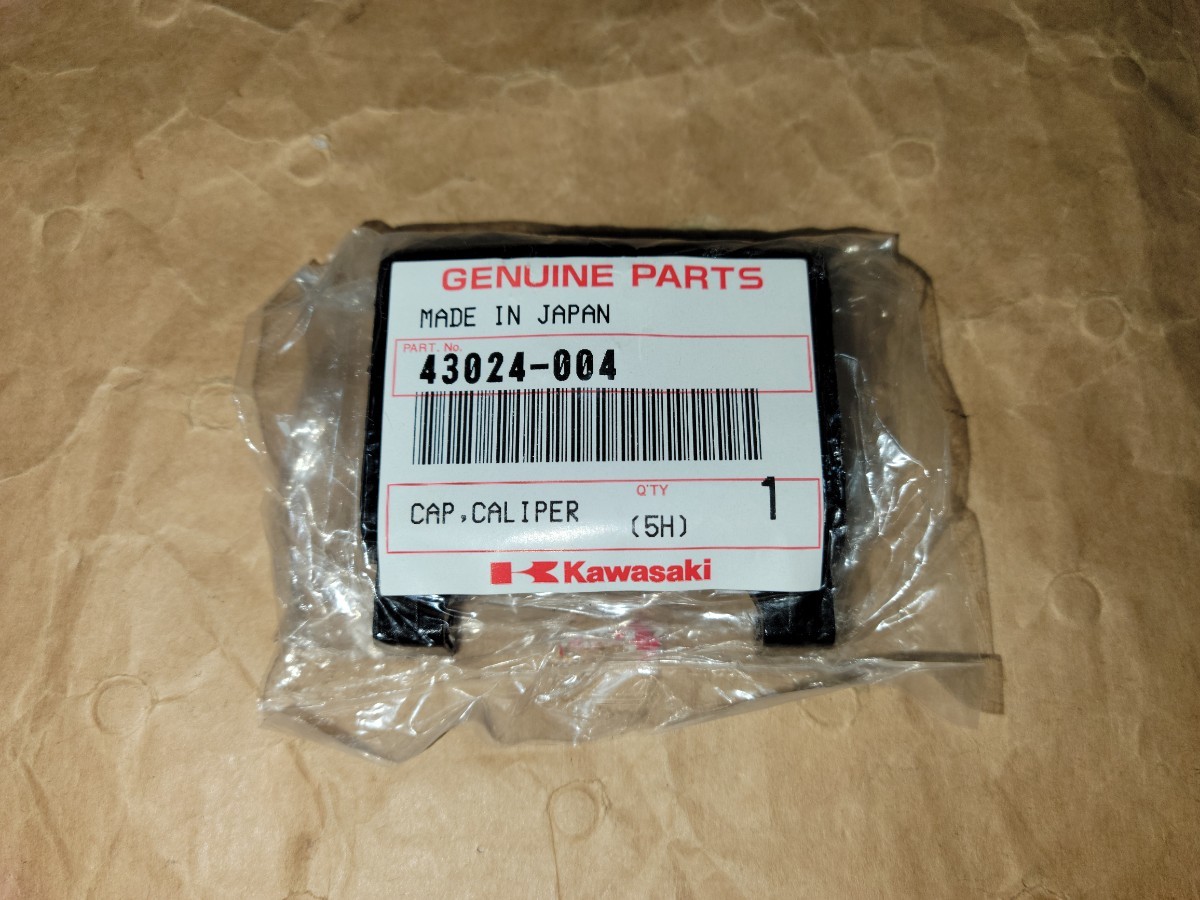 GENUINE PARTS
MADE IN JAPAN
PART. No.
43024-004
CAP,CALIPER
Q'TY
(5H)
1
Kawasaki